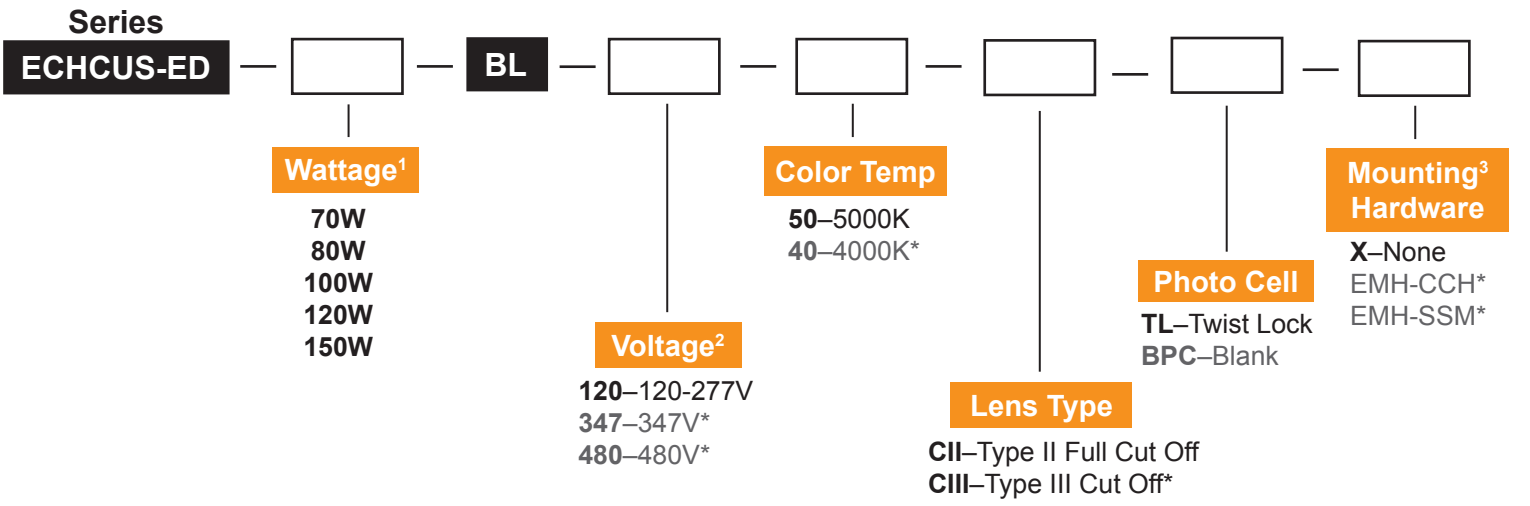 Series
ECHCUS-ED — — BL — — — — —
Wattage¹
70W
80W
100W
120W
150W
Voltage²
120–120-277V
347–347V*
480–480V*
Color Temp
50–5000K
40–4000K*
Lens Type
CII–Type II Full Cut Off
CIII–Type III Cut Off*
Photo Cell
TL–Twist Lock
BPC–Blank
Mounting³
Hardware
X–None
EMH-CCH*
EMH-SSM*